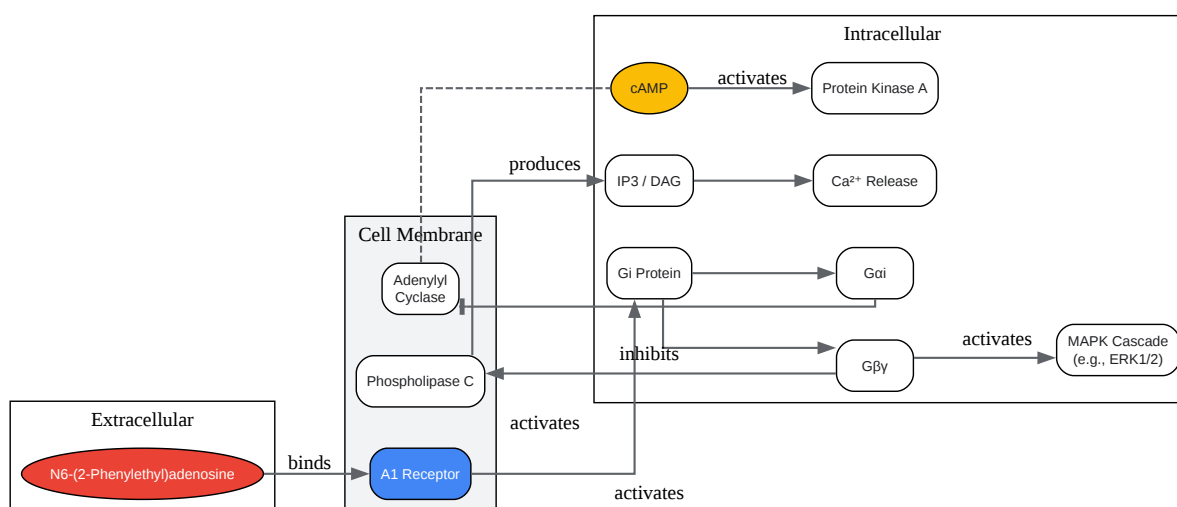 Intracellular
cAMP
activates
Protein Kinase A
produces
IP3 / DAG
Ca²⁺ Release
Cell Membrane
Adenylyl
Cyclase
Gi Protein
Gαi
inhibits
Gβγ
activates
MAPK Cascade
(e.g., ERK1/2)
Phospholipase C
activates
Extracellular
N6-(2-Phenylethyl)adenosine
binds
A1 Receptor
activates